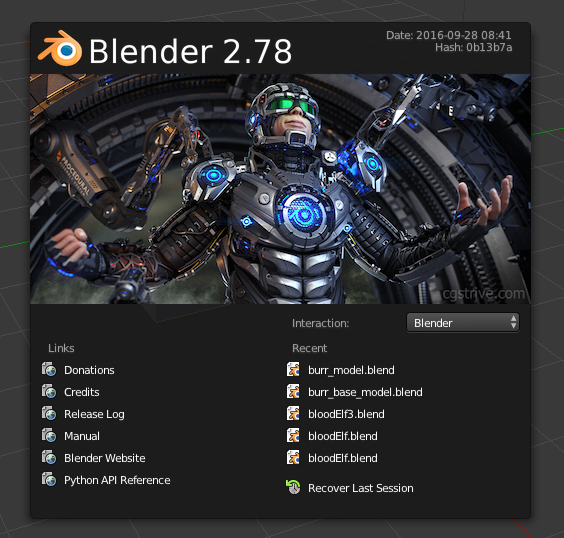 Blender 2.78
Date: 2016-09-28 08:41
Hash: 0b13b7a
PROCEDURAL
cgstrive.com
Interaction:
Blender
Links
Donations
Credits
Release Log
Manual
Blender Website
Python API Reference
Recent
burr_model.blend
burr_base_model.blend
bloodElf3.blend
bloodElf.blend
bloodElf.blend
Recover Last Session